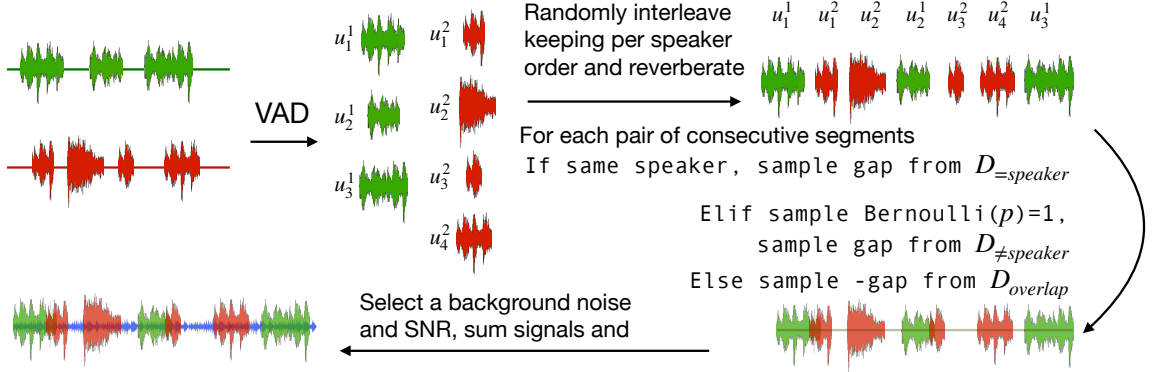 VAD
u₁¹
u₂¹
u₃¹
u₁²
u₂²
u₃²
u₄²
Randomly interleave
keeping per speaker
order and reverberate
u₁¹ u₁² u₂² u₂¹ u₃² u₄² u₃¹
For each pair of consecutive segments
If same speaker, sample gap from D₌speaker
Elif sample Bernoulli(p)=1,
sample gap from D≠speaker
Else sample -gap from Doverlap
Select a background noise
and SNR, sum signals and